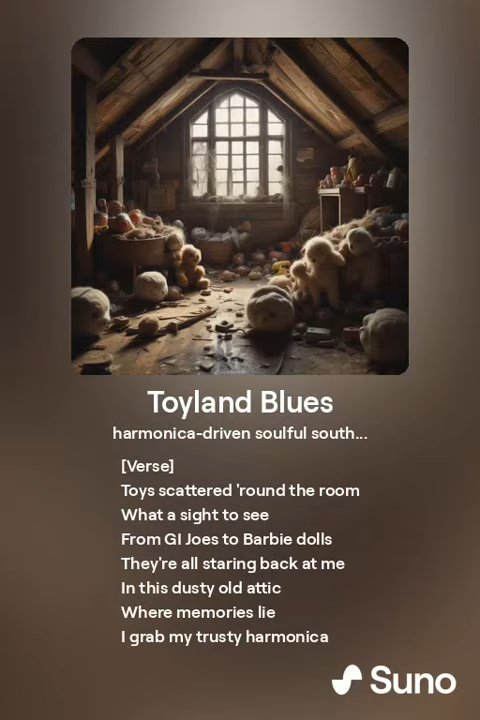 Toyland Blues
harmonica-driven soulful south...
[Verse]
Toys scattered 'round the room
What a sight to see
From GI Joes to Barbie dolls
They're all staring back at me
In this dusty old attic
Where memories lie
I grab my trusty harmonica
Suno